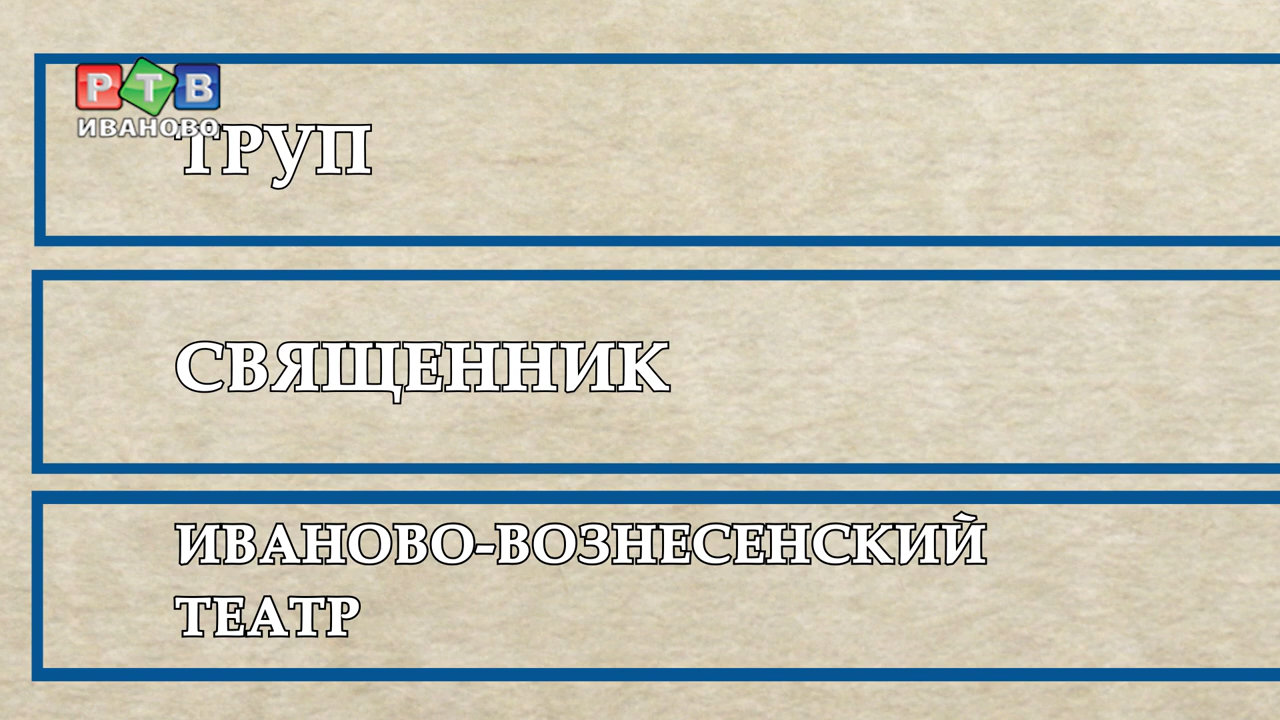 РТВ
ИВАНОВО
ТРУП
СВЯЩЕННИК
ИВАНОВО-ВОЗНЕСЕНСКИЙ
ТЕАТР